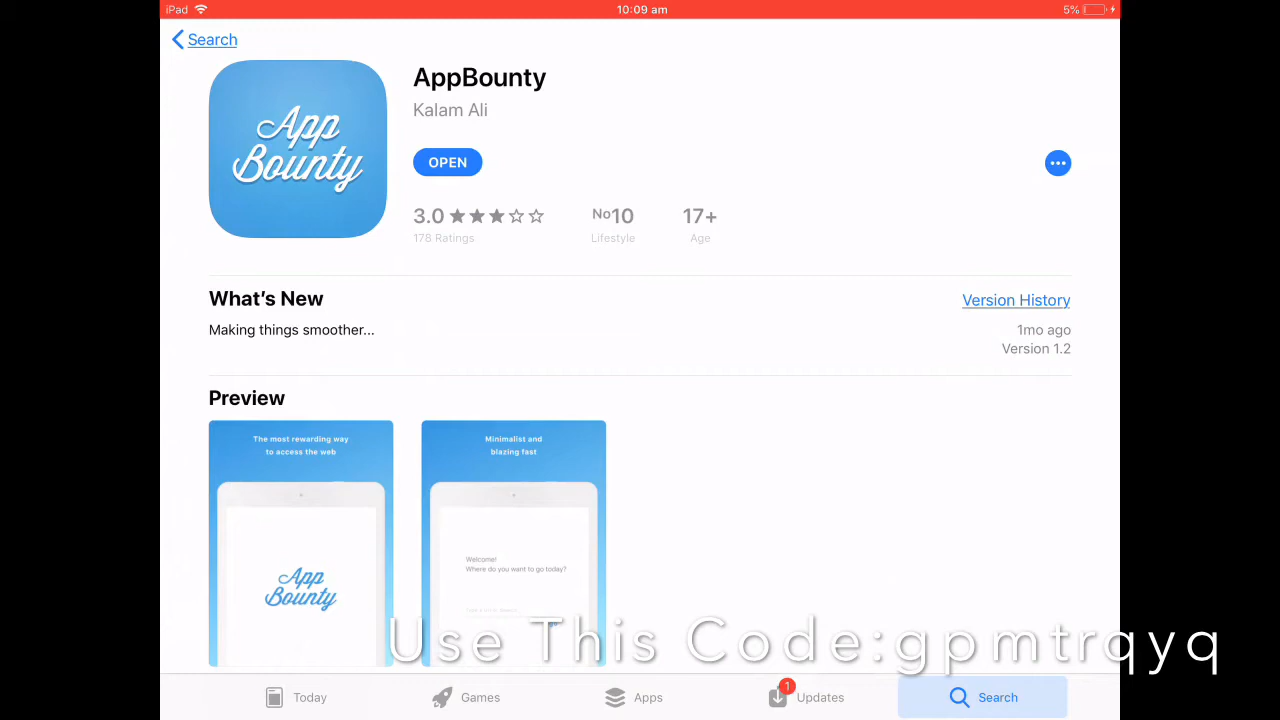 iPad 10:09 am 5%
Search
App
Bounty
AppBounty
Kalam Ali
OPEN
3.0 No10 17+
178 Ratings Lifestyle Age
What's New Version History
Making things smoother... 1mo ago
Version 1.2
Preview
The most rewarding way
to access the web
App
Bounty
Minimalist and
blazing fast
Welcome!
Where do you want to go today?
Use This Code:gpmtrqyq
Today Games Apps 1 Updates Search